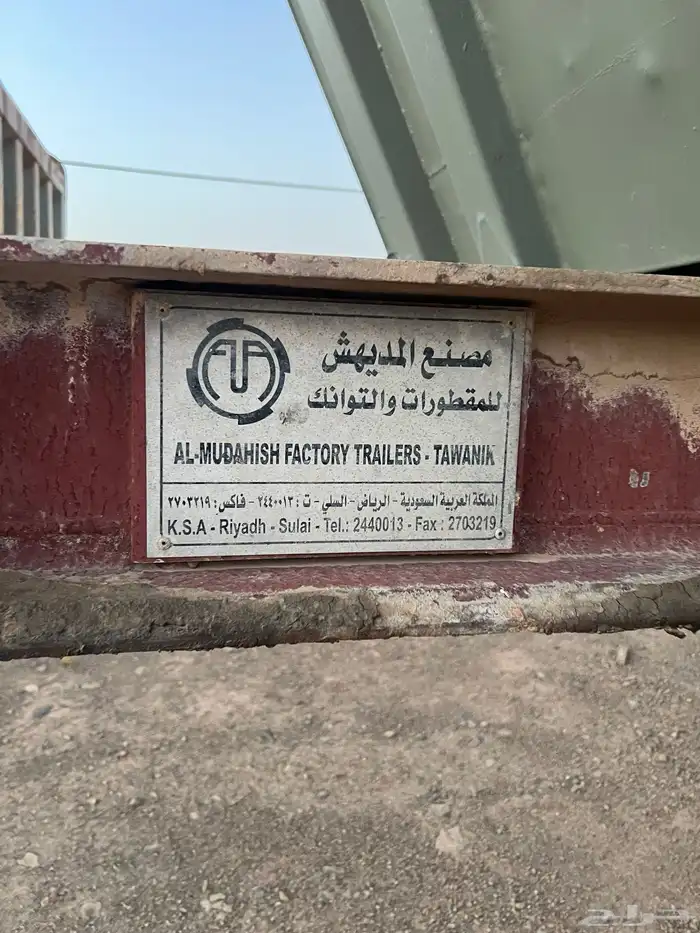 مصنع المديهش
للمقطورات والتوانك
AL-MUDAHISH FACTORY TRAILERS - TAWANIK
المملكة العربية السعودية - الرياض - السلي - ت : ٢٤٤٠٠١٣ - فاكس : ٢٧٠٣٢١٩
K.S.A - Riyadh - Sulai - Tel.: 2440013 - Fax : 2703219
حراج